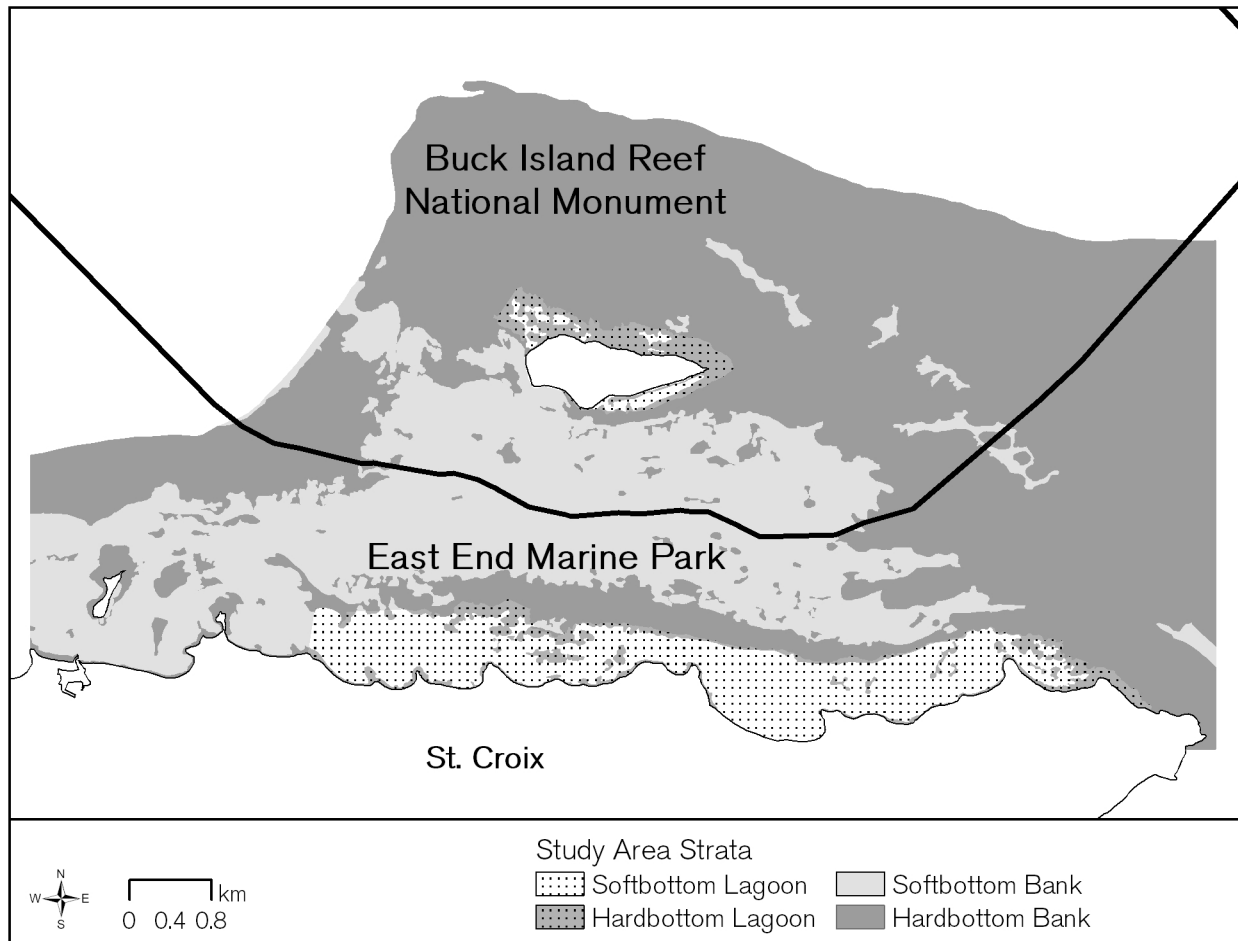 Buck Island Reef
National Monument
East End Marine Park
St. Croix
Study Area Strata
N
W E
S
km
0 0.4 0.8
Softbottom Lagoon
Hardbottom Lagoon
Softbottom Bank
Hardbottom Bank